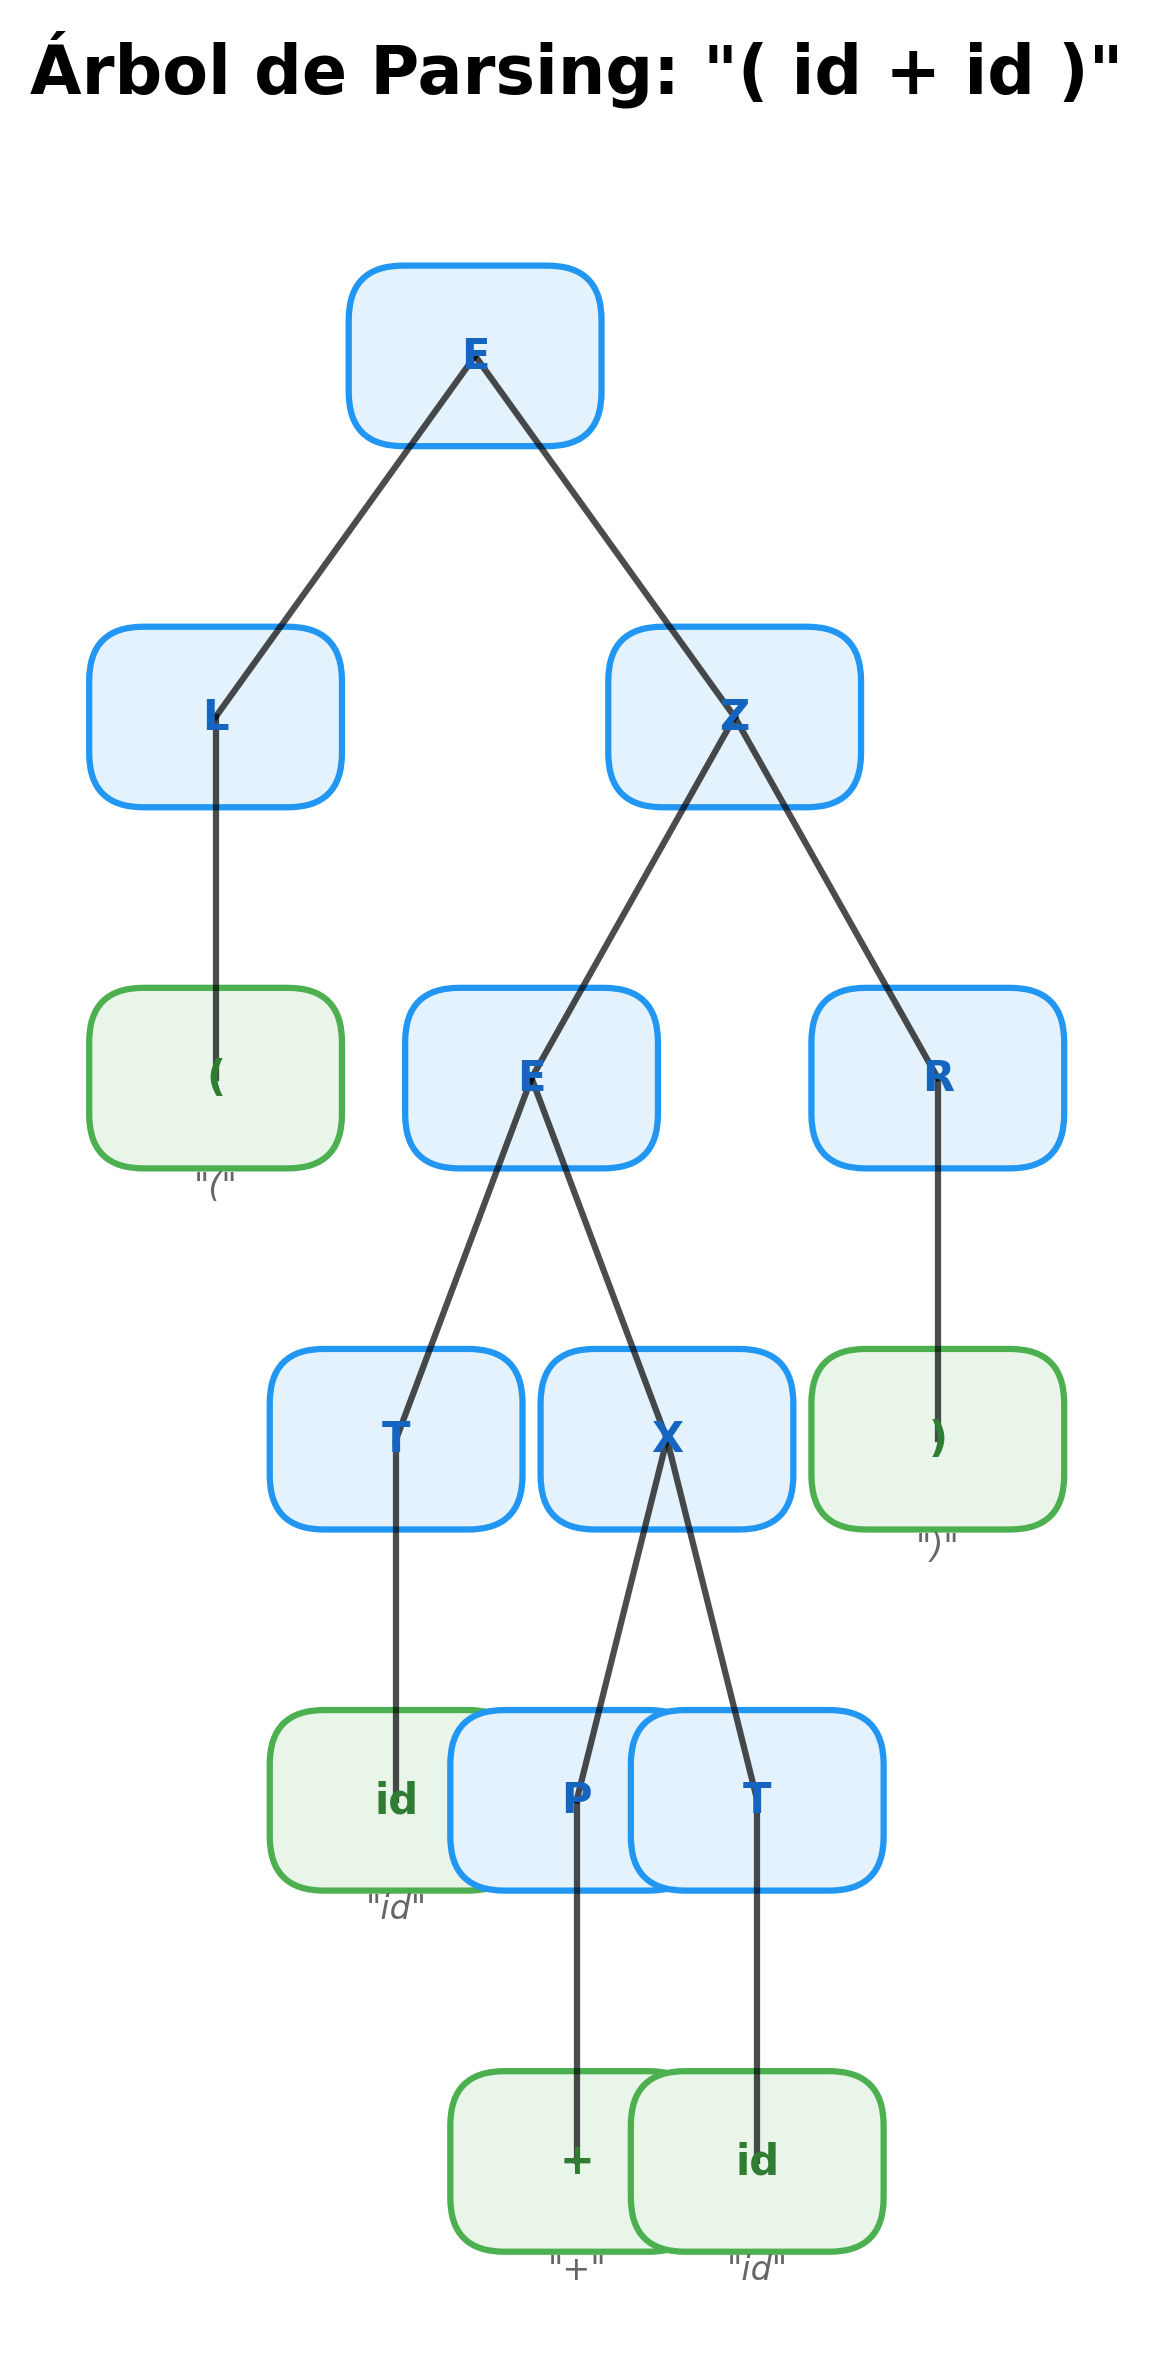 Árbol de Parsing: "( id + id )"
E
L Z
( E R
"("
T X )
")"
id P T
"id"
+ id
"+" "id"